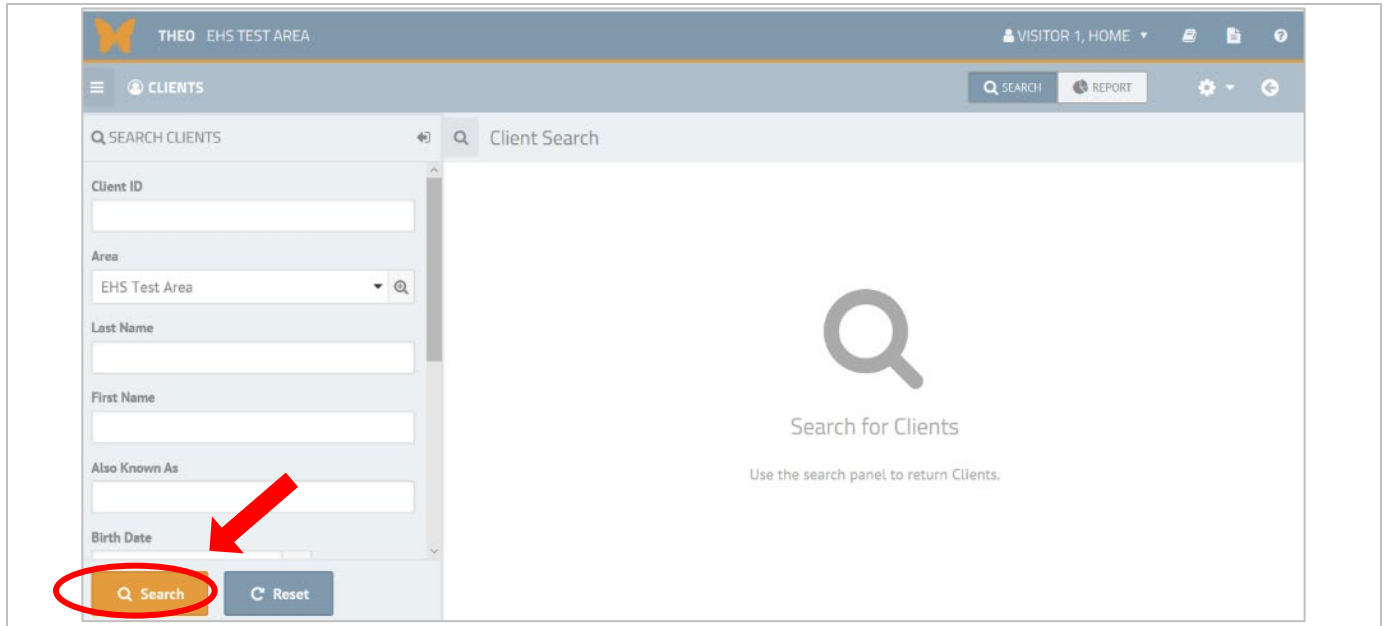 THEO EHS TEST AREA
VISITOR 1, HOME
CLIENTS
SEARCH
REPORT
SEARCH CLIENTS
Client Search
Client ID
Area
EHS Test Area
Last Name
First Name
Also Known As
Birth Date
Search
Reset
Search for Clients
Use the search panel to return Clients.